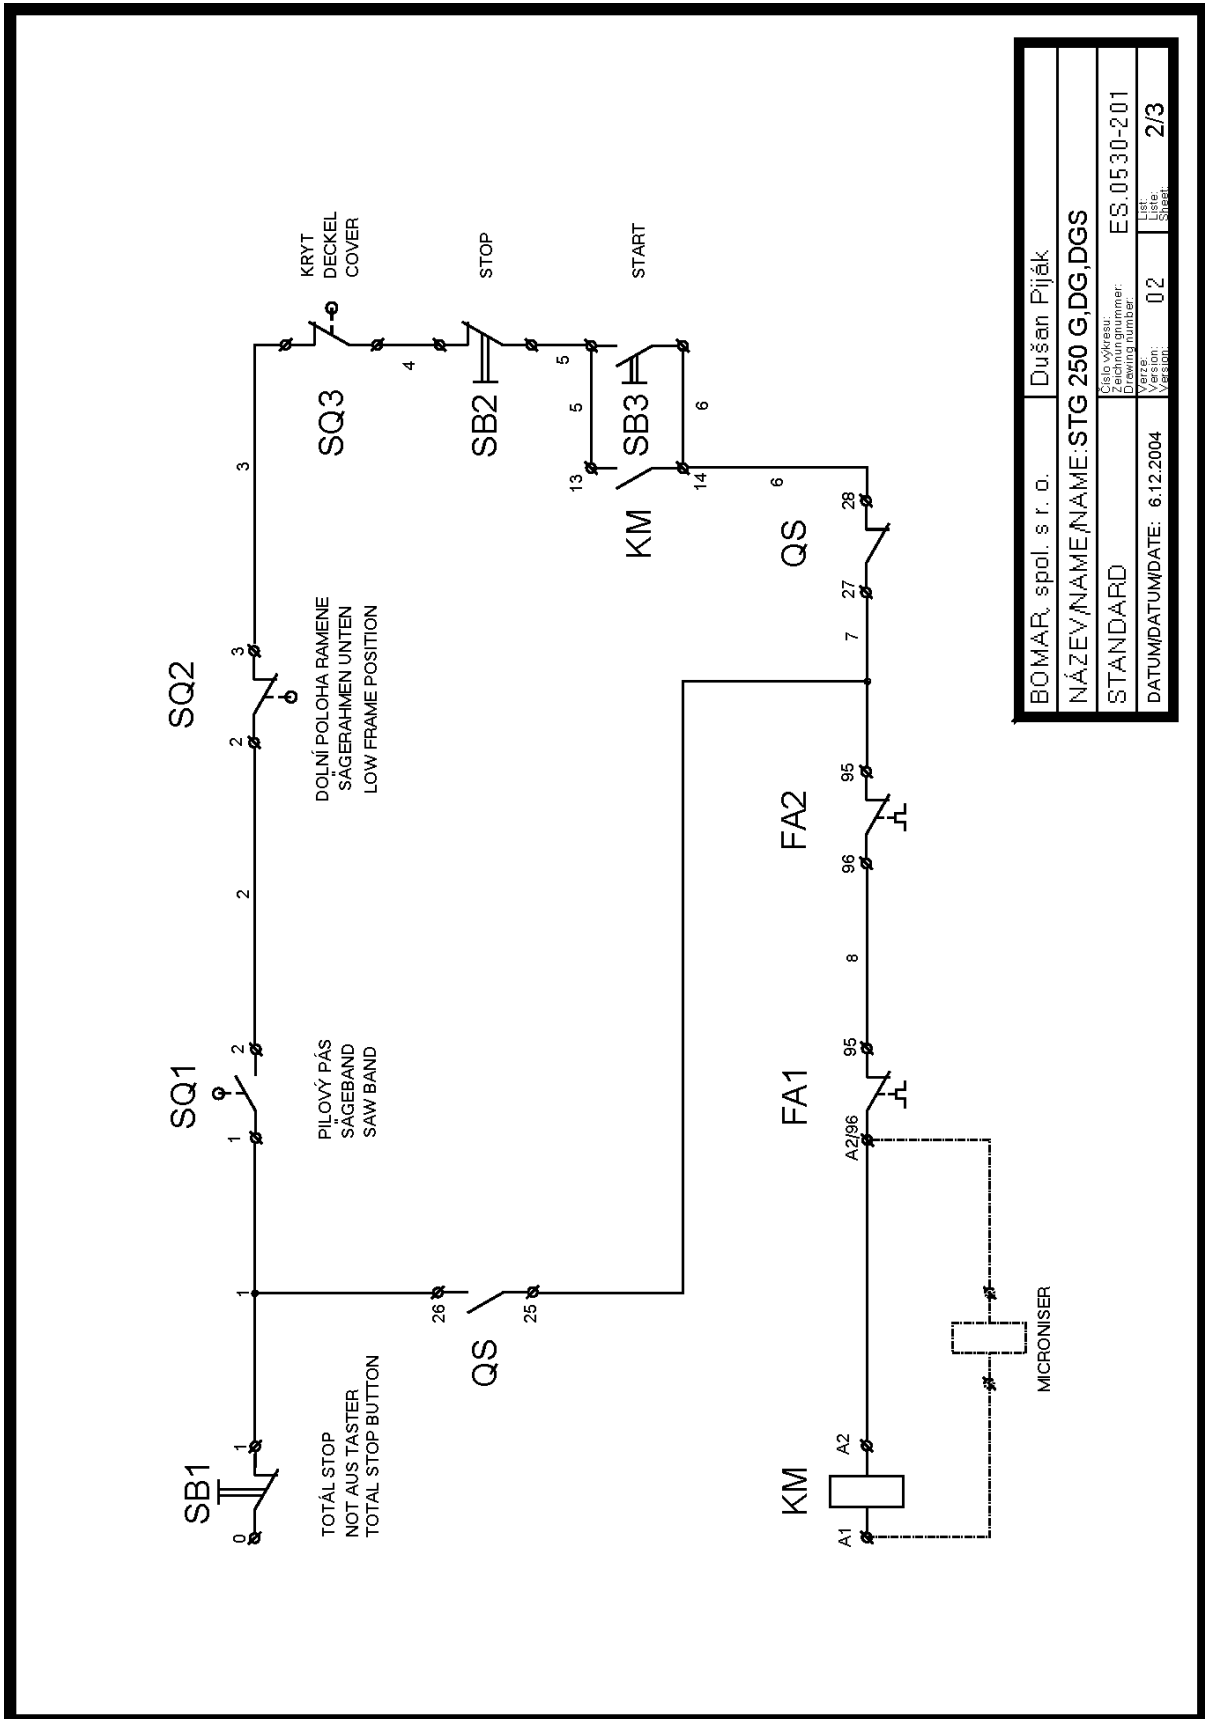 SB1
0
1
TOTÁL STOP
NOT AUS TASTER
TOTAL STOP BUTTON
1
QS
26
25
SQ1
1
2
PILOVÝ PÁS
SÄGEBAND
SAW BAND
2
SQ2
2
3
DOLNÍ POLOHA RAMENE
SÄGERAHMEN UNTEN
LOW FRAME POSITION
3
SQ3
KRYT
DECKEL
COVER
4
SB2
STOP
5
5
13
KM
14
SB3
START
6
6
QS
28
27
7
FA2
95
96
8
FA1
95
A2/96
KM
A2
A1
MICRONISER
BOMAR, spol. s r. o.
Dušan Piják
NÁZEV/NAME/NAME:STG 250 G,DG,DGS
STANDARD
Číslo výkresu:
Zeichnungnummer:
Drawing number:
ES.0530-201
DATUM/DATUM/DATE: 6.12.2004
Verze:
Version:
Version:
02
List:
Liste:
Sheet:
2/3